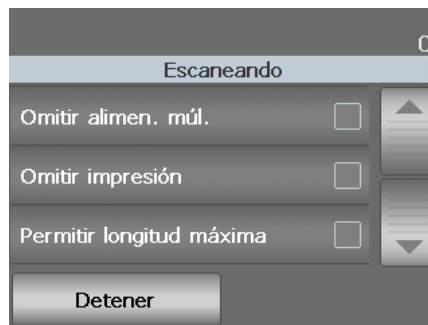 Escaneando
Omitir alimen. múl.
Omitir impresión
Permitir longitud máxima
Detener